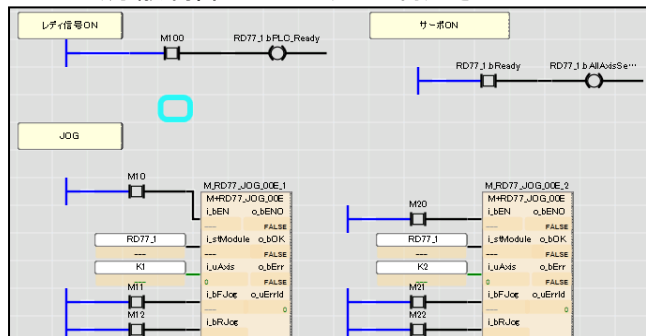 レディ信号ON
サーボON
M100
RD77_1.bPLC_Ready
RD77_1.bReady
RD77_1.bAllAxisSe…
JOG
M10
M_RD77_JOG_00E_1
M+RD77_JOG_00E
i_bEN
o_bENO
---
FALSE
RD77_1
i_stModule
o_bOK
---
FALSE
K1
i_uAxis
o_bErr
0
FALSE
M11
i_bFJog
o_uErrId
---
0
M12
i_bRJog
M20
M_RD77_JOG_00E_2
M+RD77_JOG_00E
i_bEN
o_bENO
---
FALSE
RD77_1
i_stModule
o_bOK
---
FALSE
K2
i_uAxis
o_bErr
0
FALSE
M21
i_bFJog
o_uErrId
---
0
M22
i_bRJog